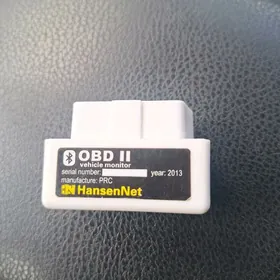 OBD II
vehicle monitor
serial number: year: 2013
manufacture: PRC
HansenNet